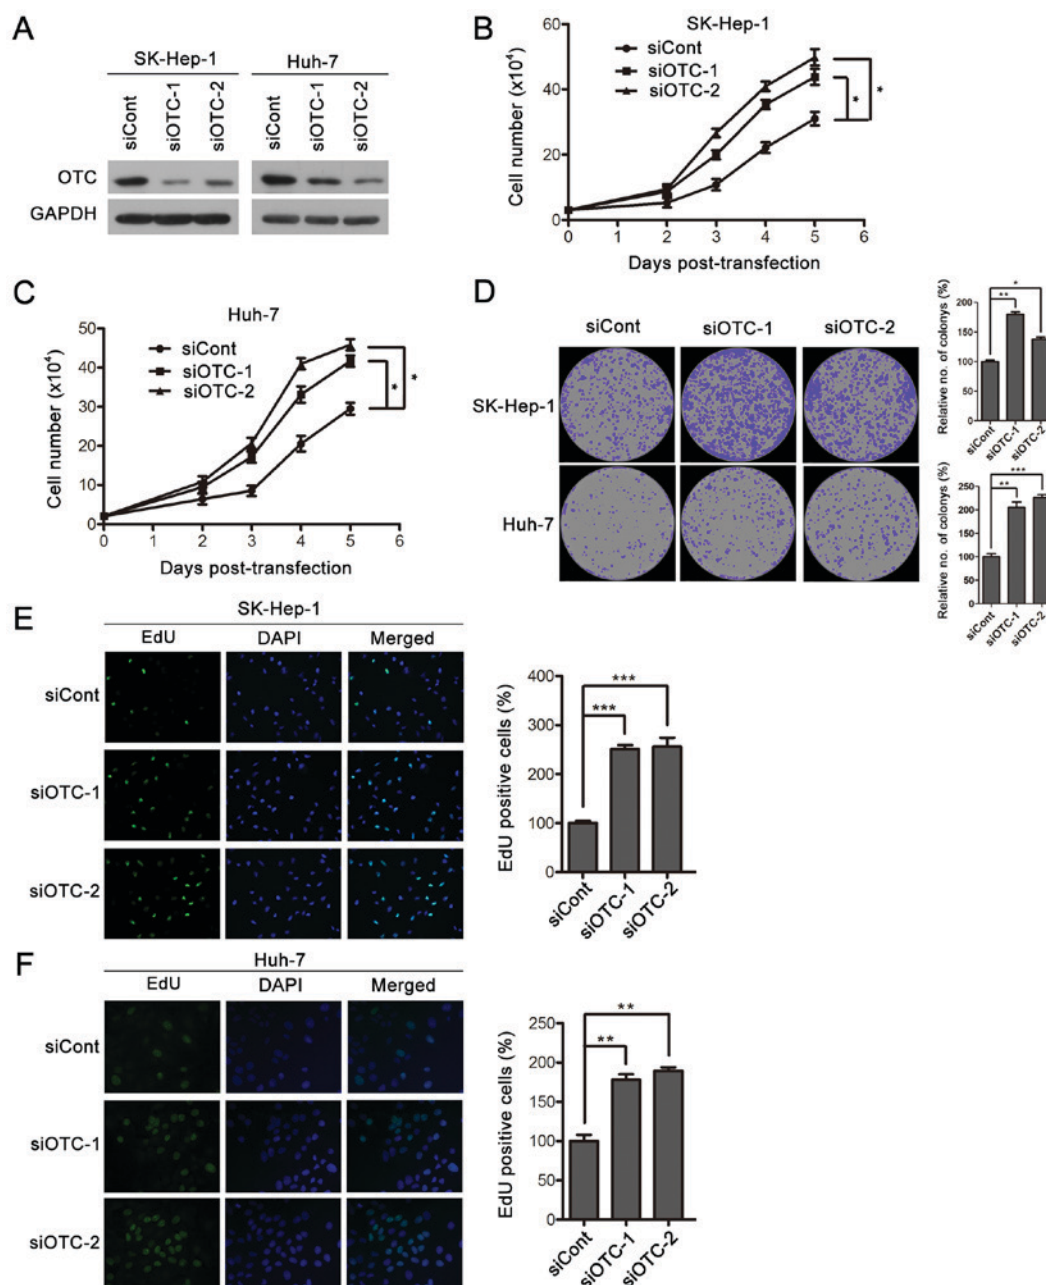 A
SK-Hep-1 Huh-7
siCont siOTC-1 siOTC-2 siCont siOTC-1 siOTC-2
OTC
GAPDH
B
SK-Hep-1
siCont
siOTC-1
siOTC-2
Cell number (x10⁴)
60
40
20
0
* *
0 1 2 3 4 5 6
Days post-transfection
C
Huh-7
siCont
siOTC-1
siOTC-2
Cell number (x10⁴)
50
40
30
20
10
0
* *
0 1 2 3 4 5 6
Days post-transfection
D
siCont siOTC-1 siOTC-2
SK-Hep-1
Huh-7
Relative no. of colonys (%)
200
150
100
50
0
*
**
siCont siOTC-1 siOTC-2
Relative no. of colonys (%)
250
200
150
100
50
0
***
**
siCont siOTC-1 siOTC-2
E
SK-Hep-1
EdU DAPI Merged
siCont
siOTC-1
siOTC-2
EdU positive cells (%)
400
300
200
100
0
***
***
siCont siOTC-1 siOTC-2
F
Huh-7
EdU DAPI Merged
siCont
siOTC-1
siOTC-2
EdU positive cells (%)
250
200
150
100
50
0
**
**
siCont siOTC-1 siOTC-2